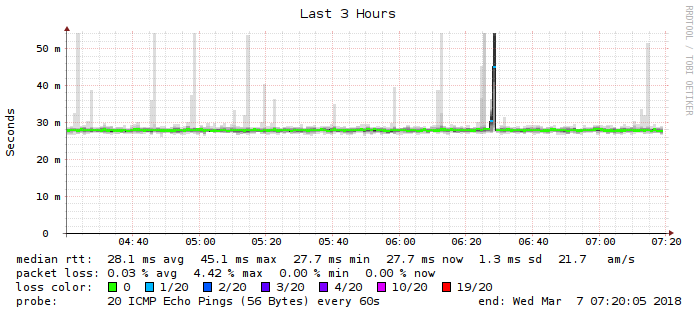 Last 3 Hours
RRDTOOL / TOBI OETIKER
Seconds
50 m
40 m
30 m
20 m
10 m
0
04:40 05:00 05:20 05:40 06:00 06:20 06:40 07:00 07:20
median rtt: 28.1 ms avg 45.1 ms max 27.7 ms min 27.7 ms now 1.3 ms sd 21.7 am/s
packet loss: 0.03 % avg 4.42 % max 0.00 % min 0.00 % now
loss color: 0 1/20 2/20 3/20 4/20 10/20 19/20
probe: 20 ICMP Echo Pings (56 Bytes) every 60s end: Wed Mar 7 07:20:05 2018